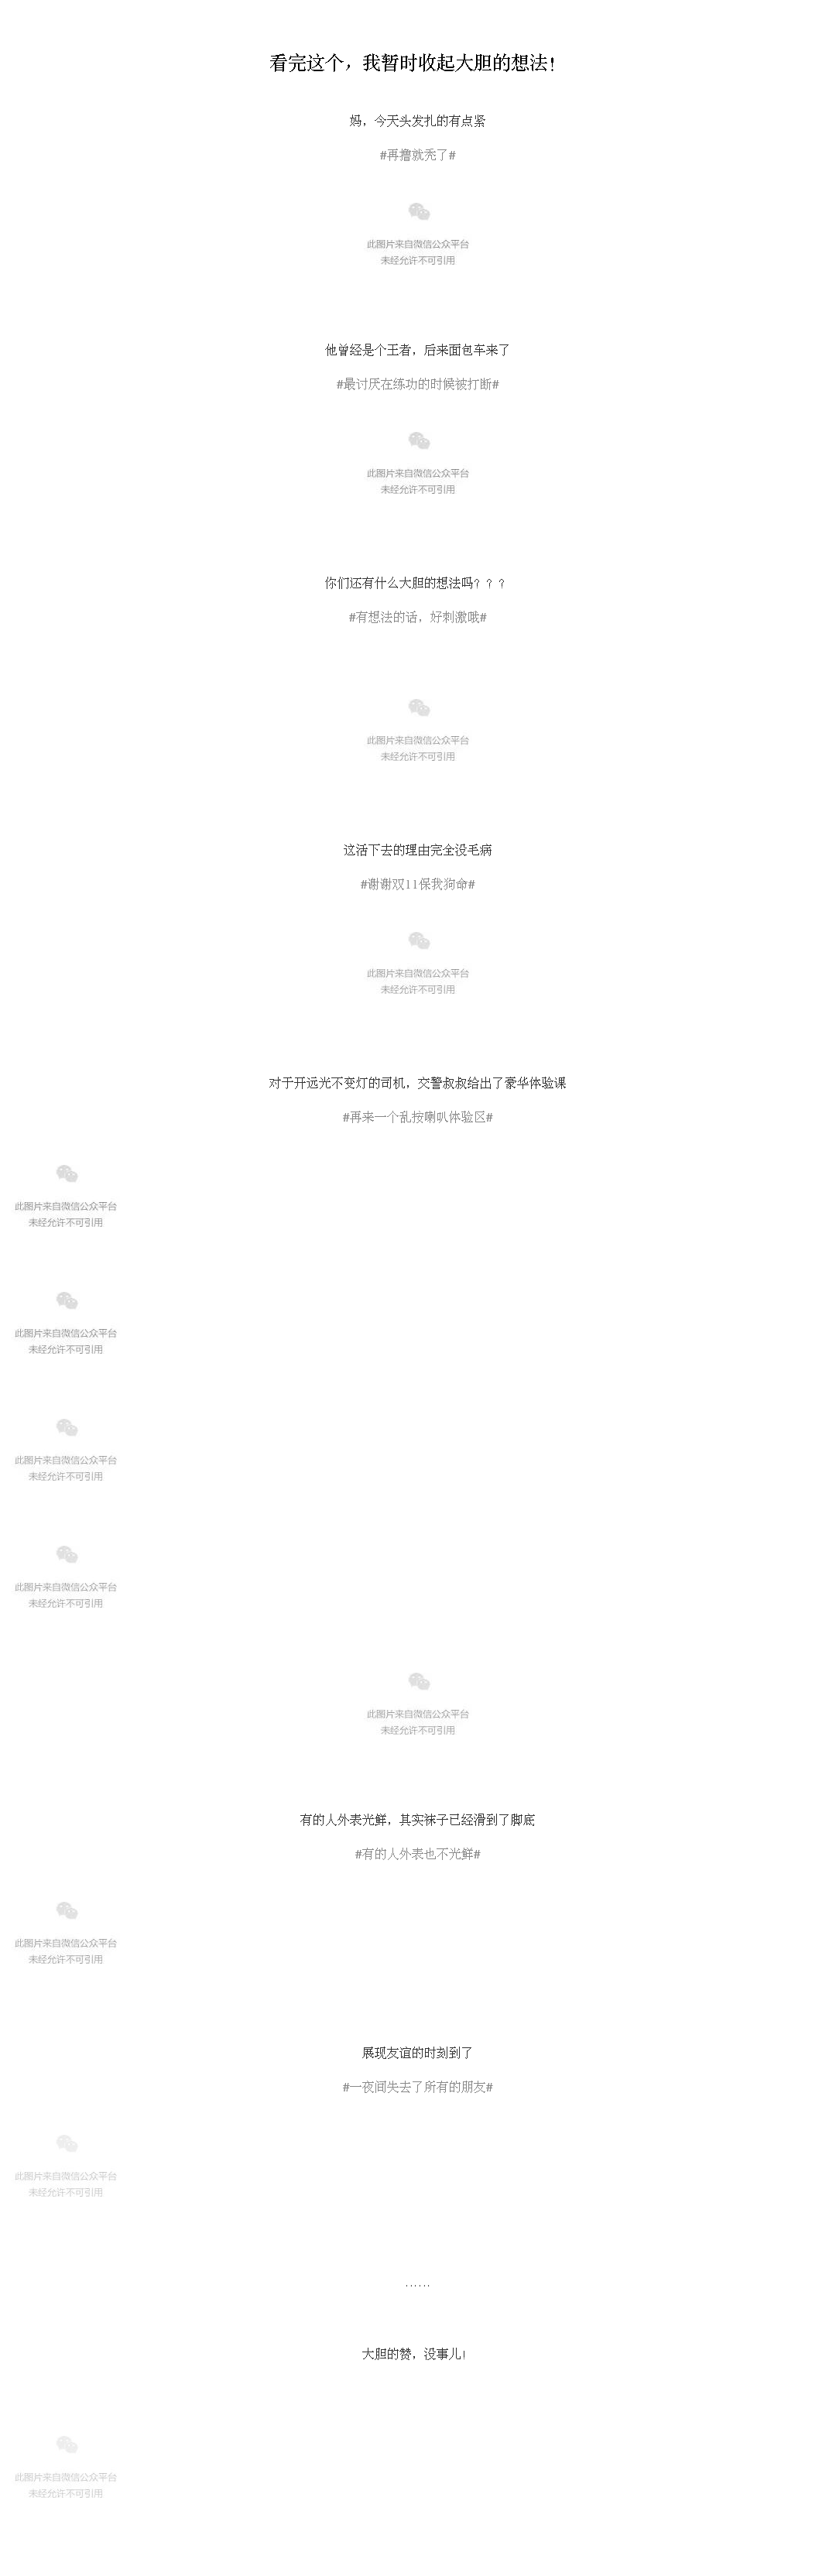 看完这个，我暂时收起大胆的想法！
妈，今天头发扎的有点紧
#再撸就秃了#
此图片来自微信公众平台
未经允许不可引用
他曾经是个王者，后来面包车来了
#最讨厌在练功的时候被打断#
此图片来自微信公众平台
未经允许不可引用
你们还有什么大胆的想法吗？？？
#有想法的话，好刺激哦#
此图片来自微信公众平台
未经允许不可引用
这活下去的理由完全没毛病
#谢谢双11保我狗命#
此图片来自微信公众平台
未经允许不可引用
对于开远光不变灯的司机，交警叔叔给出了豪华体验课
#再来一个乱按喇叭体验区#
此图片来自微信公众平台
未经允许不可引用
此图片来自微信公众平台
未经允许不可引用
此图片来自微信公众平台
未经允许不可引用
此图片来自微信公众平台
未经允许不可引用
此图片来自微信公众平台
未经允许不可引用
有的人外表光鲜，其实袜子已经滑到了脚底
#有的人外表也不光鲜#
此图片来自微信公众平台
未经允许不可引用
展现友谊的时刻到了
#一夜间失去了所有的朋友#
此图片来自微信公众平台
未经允许不可引用
……
大胆的赞，没事儿！
此图片来自微信公众平台
未经允许不可引用